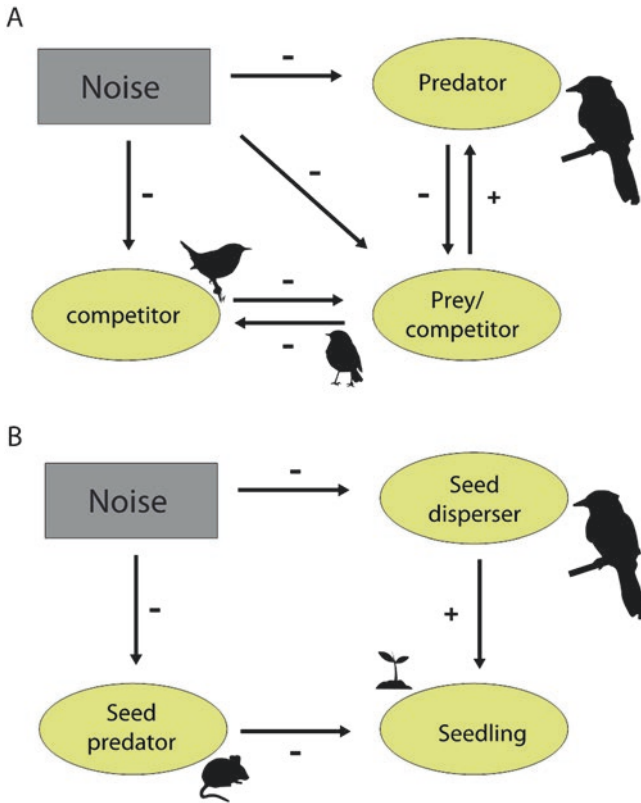 A
Noise
-
Predator
-
-
-
+
competitor
-
-
Prey/
competitor
B
Noise
-
Seed
disperser
-
+
Seed
predator
-
Seedling